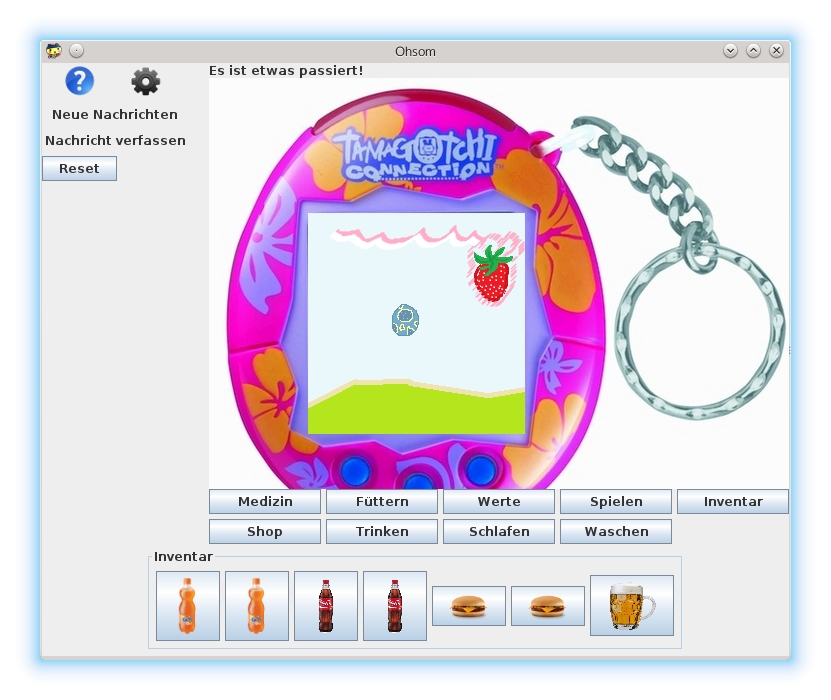 Ohsom
Es ist etwas passiert!
?
Neue Nachrichten
Nachricht verfassen
Reset
TAMAGOTCHI
CONNECTION™
Medizin
Füttern
Werte
Spielen
Inventar
Shop
Trinken
Schlafen
Waschen
Inventar